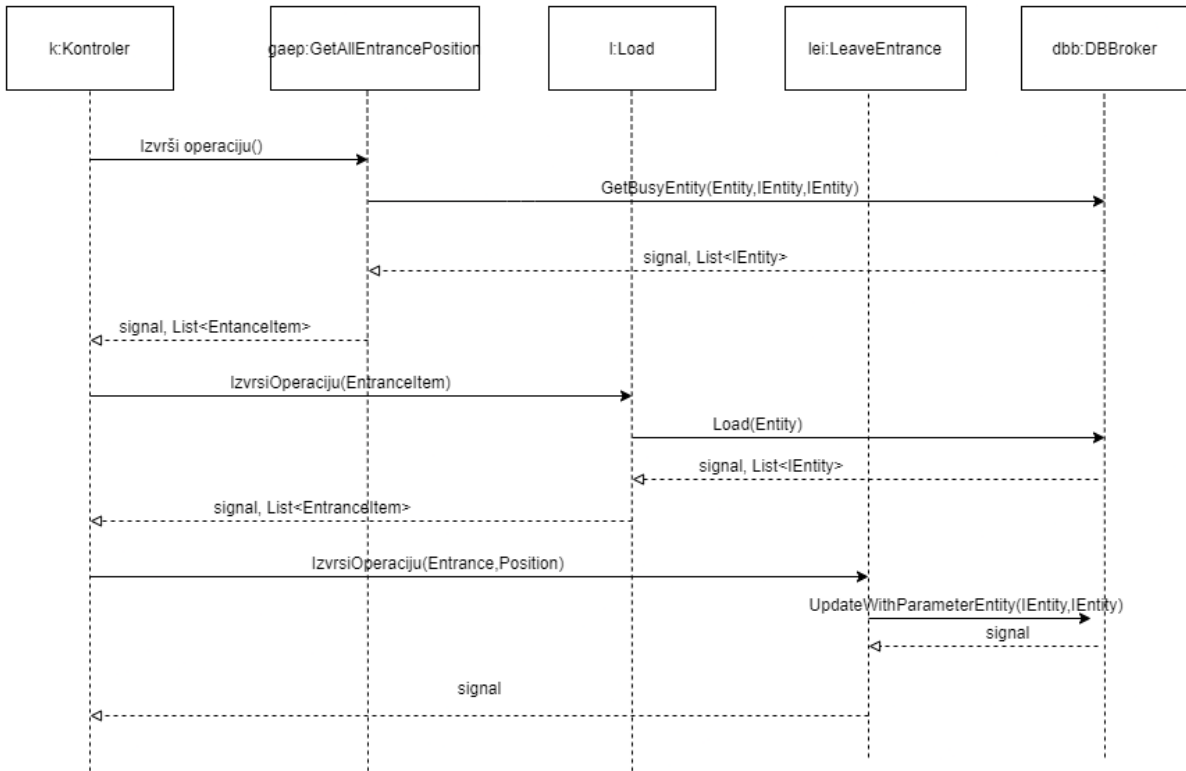 k:Kontroler
gaep:GetAllEntrancePosition
l:Load
lei:LeaveEntrance
dbb:DBBroker
Izvrši operaciju()
GetBusyEntity(Entity,IEntity,IEntity)
signal, List<IEntity>
signal, List<EntanceItem>
IzvrsiOperaciju(EntranceItem)
Load(Entity)
signal, List<IEntity>
signal, List<EntranceItem>
IzvrsiOperaciju(Entrance,Position)
UpdateWithParameterEntity(IEntity,IEntity)
signal
signal